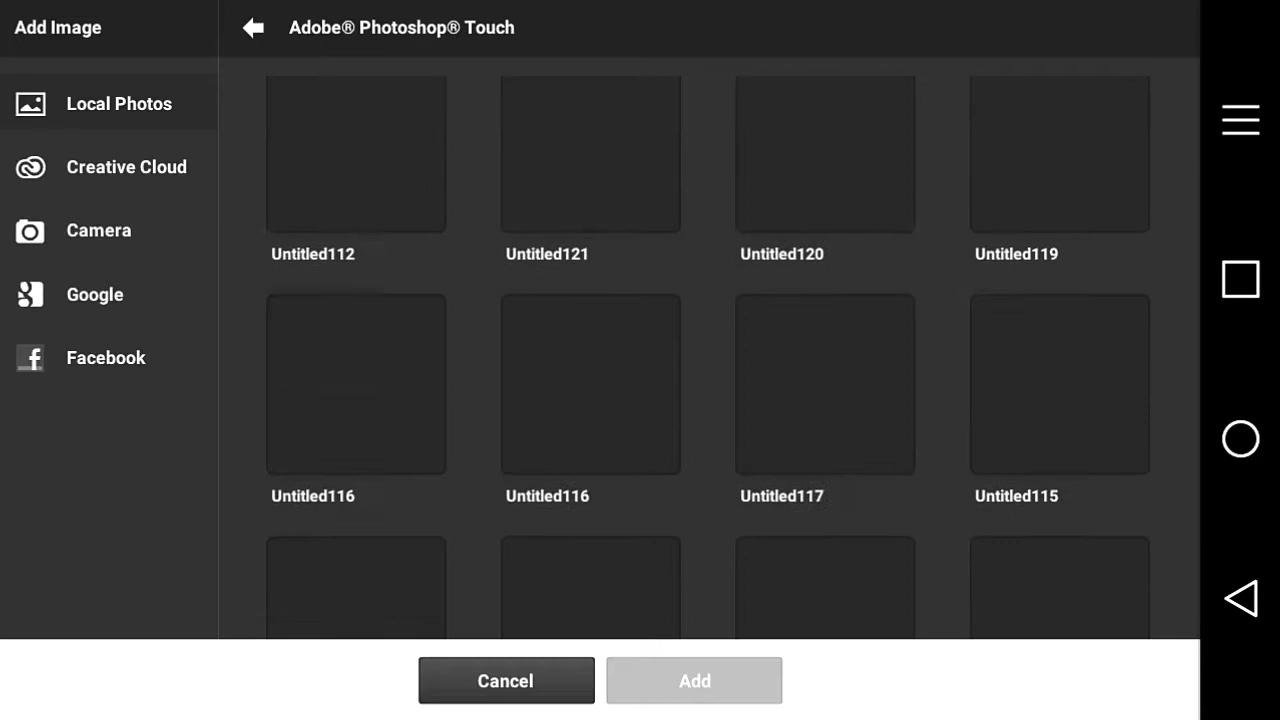 Add Image
Adobe® Photoshop® Touch
Local Photos
Creative Cloud
Camera
Google
Facebook
Untitled112 Untitled121 Untitled120 Untitled119
Untitled116 Untitled116 Untitled117 Untitled115
Cancel Add